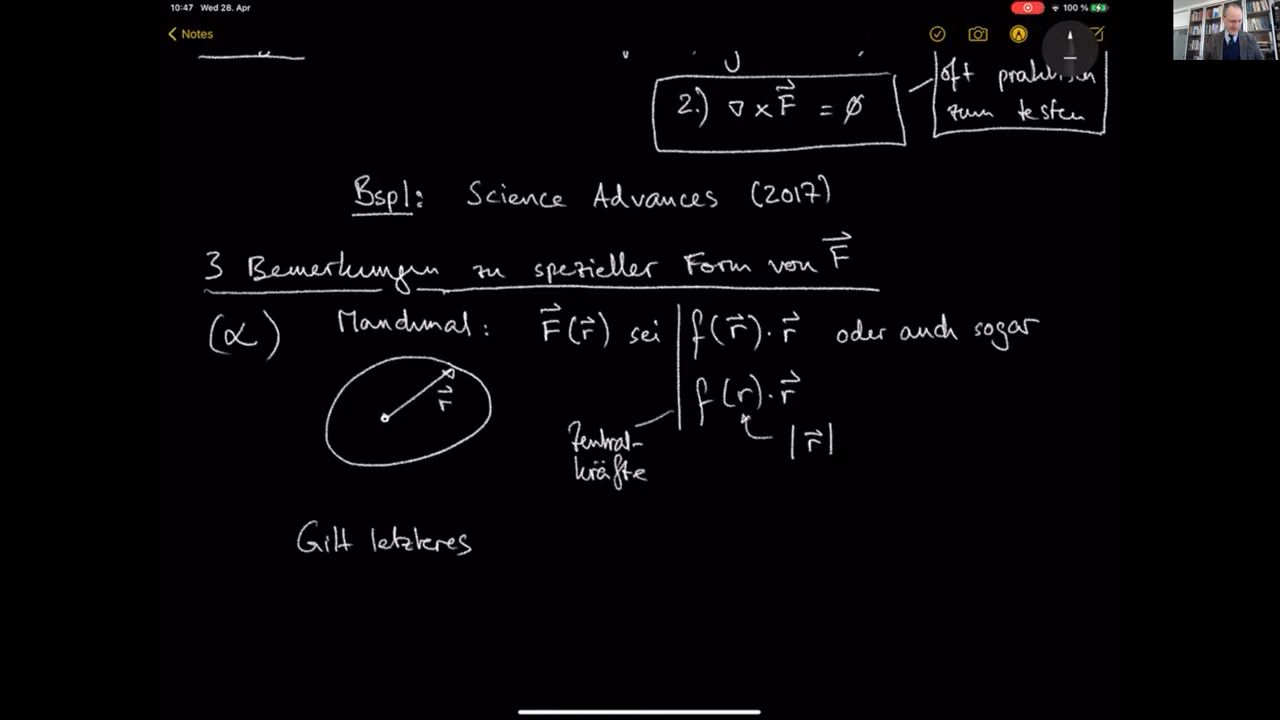 10:47 Wed 28. Apr
100 %
Notes
oft praktisch
2.) ∇ × F⃗ = ∅
zum testen
Bspl: Science Advances (2017)
3 Bemerkungen zu spezieller Form von F⃗
(α) Manchmal: F⃗(r⃗) sei f(r⃗)·r⃗ oder auch sogar
f(r)·r⃗
r⃗
|r⃗|
Zentral-
kräfte
Gilt letzteres